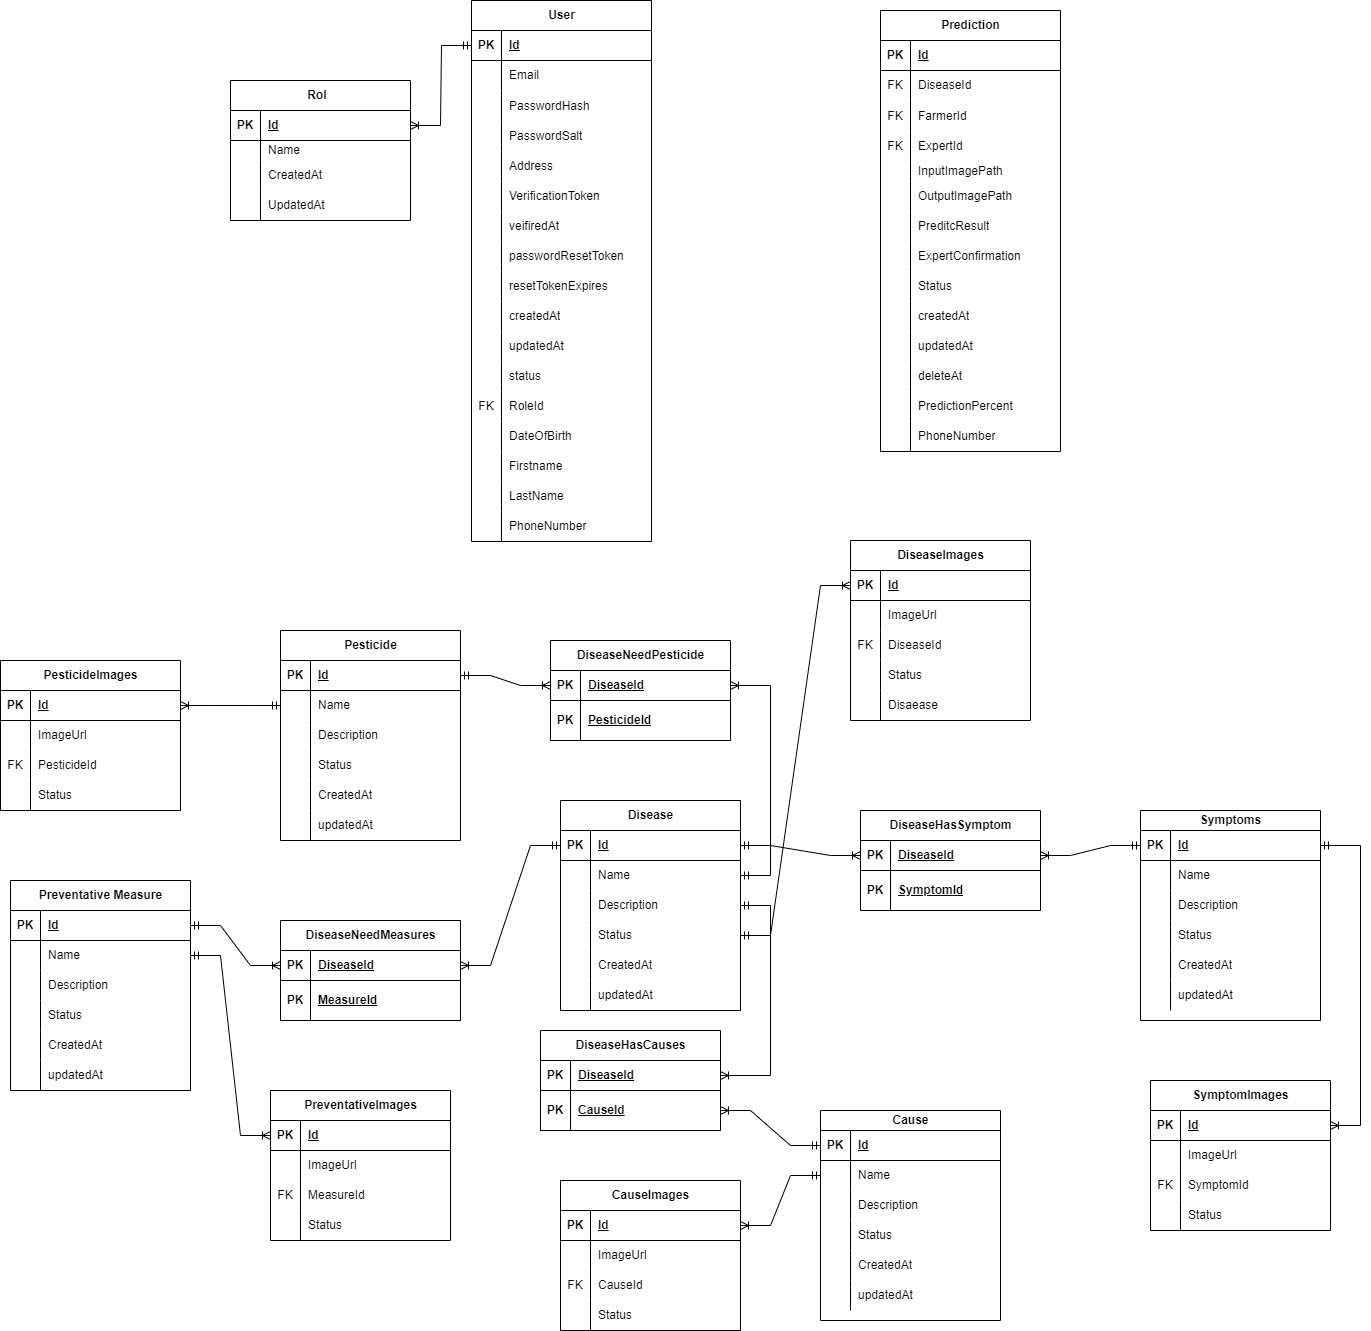 User
PK Id
Email
PasswordHash
PasswordSalt
Address
VerificationToken
veifiredAt
passwordResetToken
resetTokenExpires
createdAt
updatedAt
status
FK RoleId
DateOfBirth
Firstname
LastName
PhoneNumber
Prediction
PK Id
FK DiseaseId
FK FarmerId
FK ExpertId
InputImagePath
OutputImagePath
PreditcResult
ExpertConfirmation
Status
createdAt
updatedAt
deleteAt
PredictionPercent
PhoneNumber
Rol
PK Id
Name
CreatedAt
UpdatedAt
DiseaseImages
PK Id
ImageUrl
FK DiseaseId
Status
Disaease
PesticideImages
PK Id
ImageUrl
FK PesticideId
Status
Pesticide
PK Id
Name
Description
Status
CreatedAt
updatedAt
DiseaseNeedPesticide
PK DiseaseId
PK PesticideId
Disease
PK Id
Name
Description
Status
CreatedAt
updatedAt
DiseaseHasSymptom
PK DiseaseId
PK SymptomId
Symptoms
PK Id
Name
Description
Status
CreatedAt
updatedAt
Preventative Measure
PK Id
Name
Description
Status
CreatedAt
updatedAt
DiseaseNeedMeasures
PK DiseaseId
PK MeasureId
DiseaseHasCauses
PK DiseaseId
PK CauseId
PreventativeImages
PK Id
ImageUrl
FK MeasureId
Status
CauseImages
PK Id
ImageUrl
FK CauseId
Status
Cause
PK Id
Name
Description
Status
CreatedAt
updatedAt
SymptomImages
PK Id
ImageUrl
FK SymptomId
Status